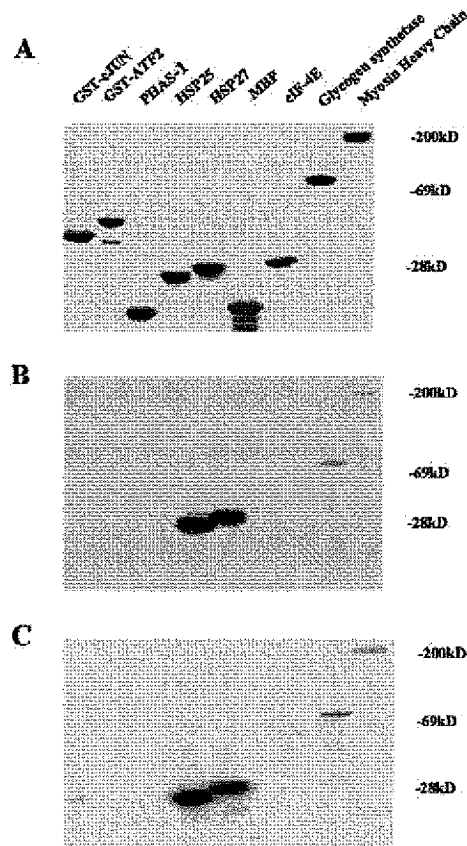 A
GST-cJUN
GST-ATF2
PHAS-1
HSP25
HSP27
MBP
eIF-4E
Glycogen synthetase
Myosin Heavy Chain
-200kD
-69kD
-28kD
B
-200kD
-69kD
-28kD
C
-200kD
-69kD
-28kD